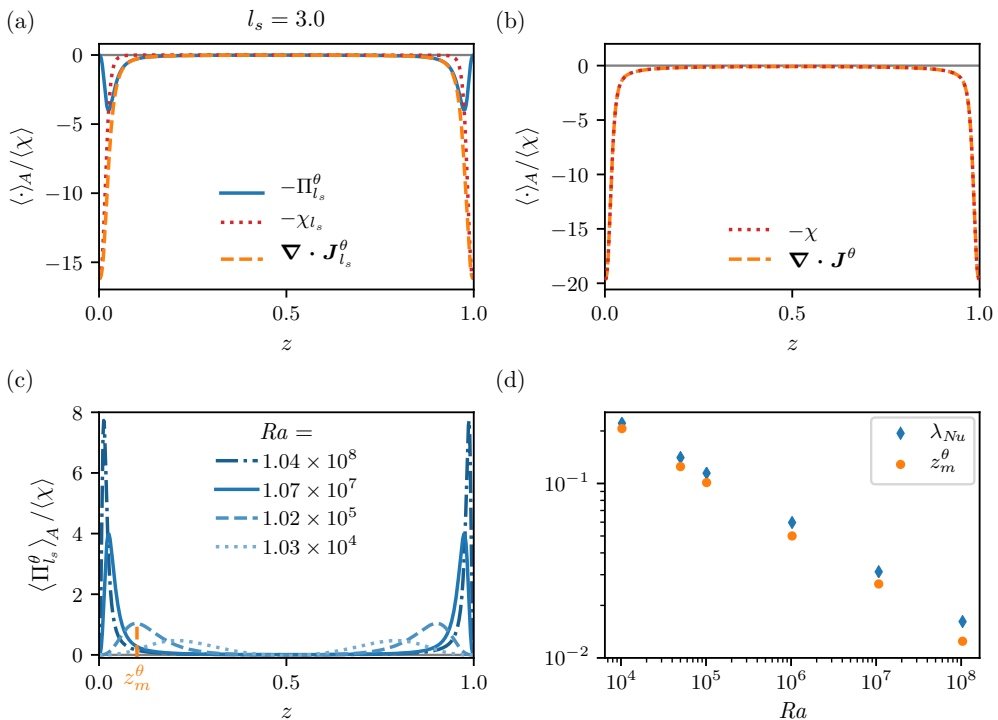 (a)
l_s = 3.0
⟨·⟩_A/⟨χ⟩
0
−5
−10
−15
−Π^θ_{l_s}
−χ_{l_s}
∇ · J^θ_{l_s}
0.0
0.5
1.0
z
(b)
⟨·⟩_A/⟨χ⟩
0
−5
−10
−15
−20
−χ
∇ · J^θ
0.0
0.5
1.0
z
(c)
⟨Π^θ_{l_s}⟩_A/⟨χ⟩
8
6
4
2
0
Ra =
1.04 × 10^8
1.07 × 10^7
1.02 × 10^5
1.03 × 10^4
0.0
z^θ_m
0.5
1.0
z
(d)
10^{−1}
10^{−2}
λ_{Nu}
z^θ_m
10^4
10^5
10^6
10^7
10^8
Ra